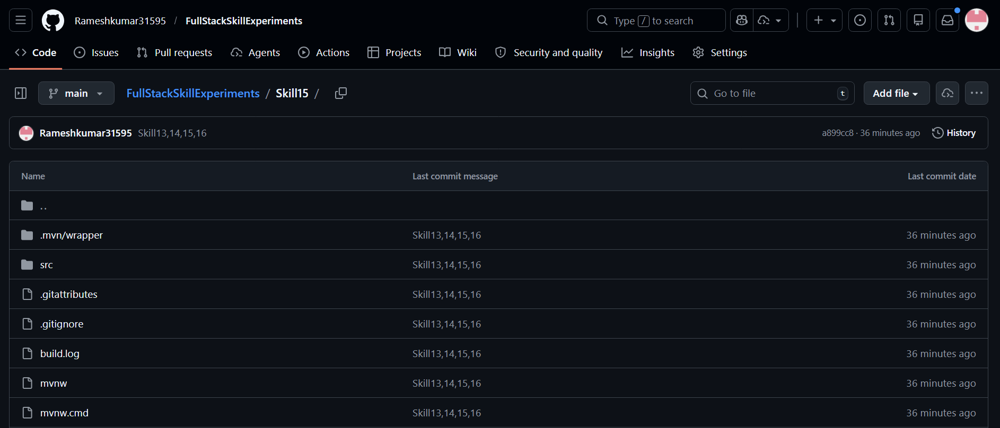 Rameshkumar31595 / FullStackSkillExperiments Type / to search
Code Issues Pull requests Agents Actions Projects Wiki Security and quality Insights Settings
main FullStackSkillExperiments / Skill15 / Go to file t Add file
Rameshkumar31595 Skill13,14,15,16 a899cc8 · 36 minutes ago History
Name Last commit message Last commit date
..
.mvn/wrapper Skill13,14,15,16 36 minutes ago
src Skill13,14,15,16 36 minutes ago
.gitattributes Skill13,14,15,16 36 minutes ago
.gitignore Skill13,14,15,16 36 minutes ago
build.log Skill13,14,15,16 36 minutes ago
mvnw Skill13,14,15,16 36 minutes ago
mvnw.cmd Skill13,14,15,16 36 minutes ago